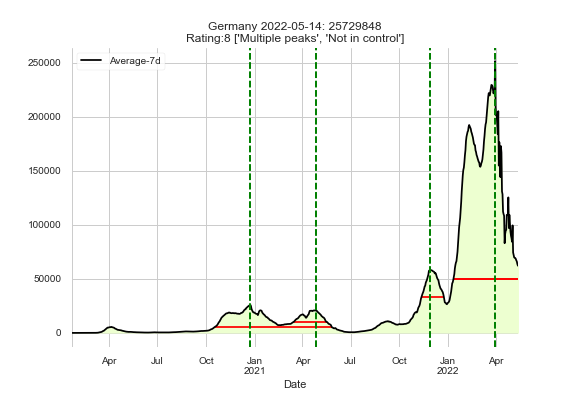 Germany 2022-05-14: 25729848
Rating:8 ['Multiple peaks', 'Not in control']
Average-7d
250000
200000
150000
100000
50000
0
Apr Jul Oct Jan Apr Jul Oct Jan Apr
2021 2022
Date